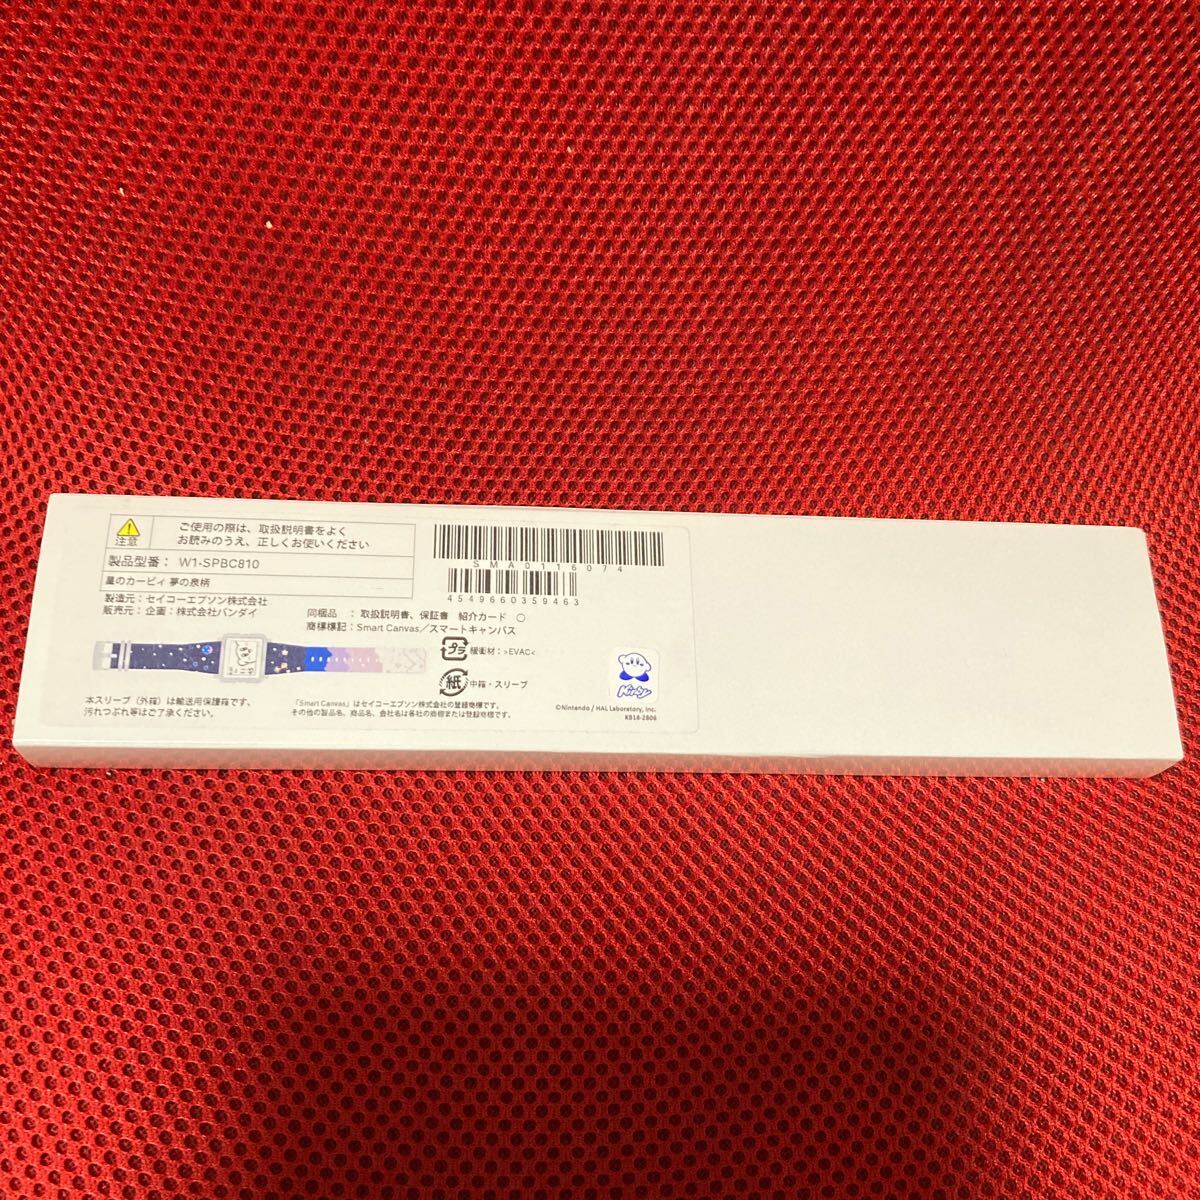 注意
ご使用の際は、取扱説明書をよく
お読みのうえ、正しくお使いください
製品型番： W1-SPBC810
星のカービィ 夢の泉柄
製造元：セイコーエプソン株式会社
販売元：企画：株式会社バンダイ
SMA0116074
4549660359463
同梱品 ： 取扱説明書、保証書 紹介カード ○
商標標記：Smart Canvas／スマートキャンバス
プラ
緩衝材：>EVAC<
紙
中箱・スリーブ
本スリーブ（外箱）は輸送用保護箱です、
汚れつぶれ等はご了承ください。
「Smart Canvas」はセイコーエプソン株式会社の登録商標です。
その他の製品名、商品名、会社名は各社の商標または登録商標です。
Kirby
©Nintendo / HAL Laboratory, Inc.
KB18-2806